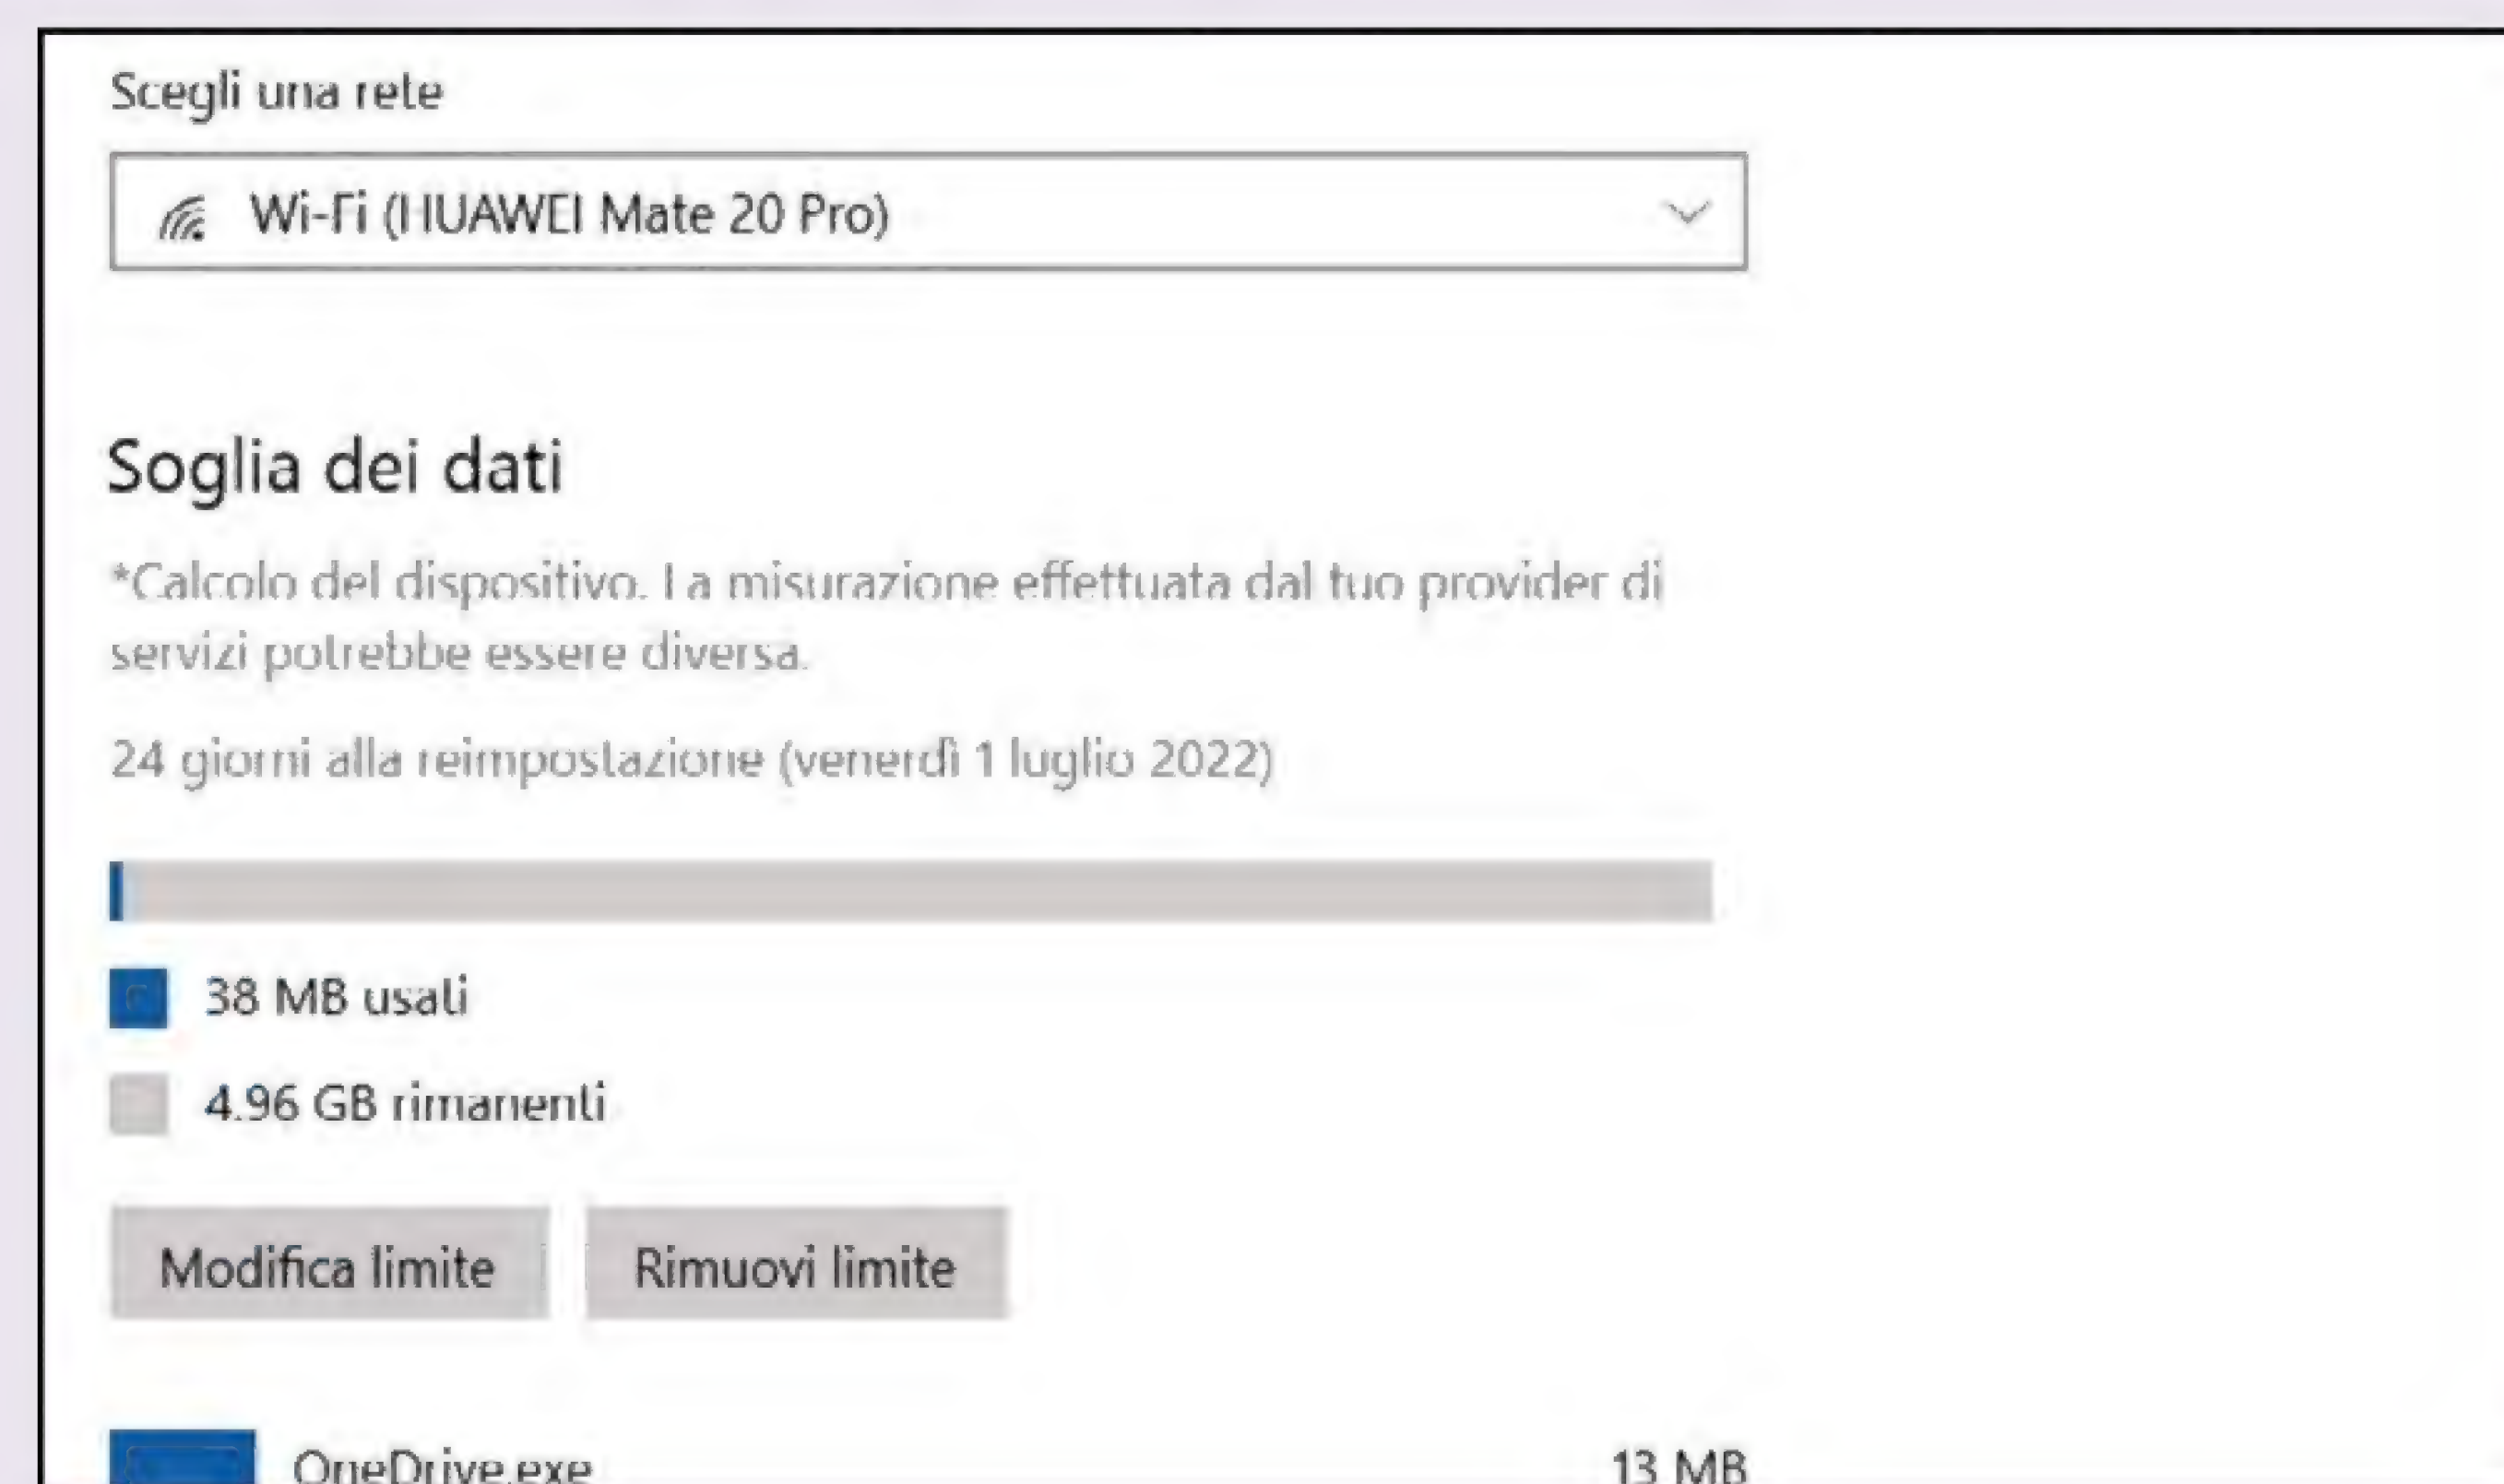 Scegli una rete
Wi-Fi (HUAWEI Mate 20 Pro)
Soglia dei dati
*Calcolo del dispositivo. La misurazione effettuata dal tuo provider di
servizi potrebbe essere diversa.
24 giorni alla reimpostazione (venerdì 1 luglio 2022)
38 MB usati
4.96 GB rimanenti
Modifica limite Rimuovi limite
OneDrive.exe 13 MB